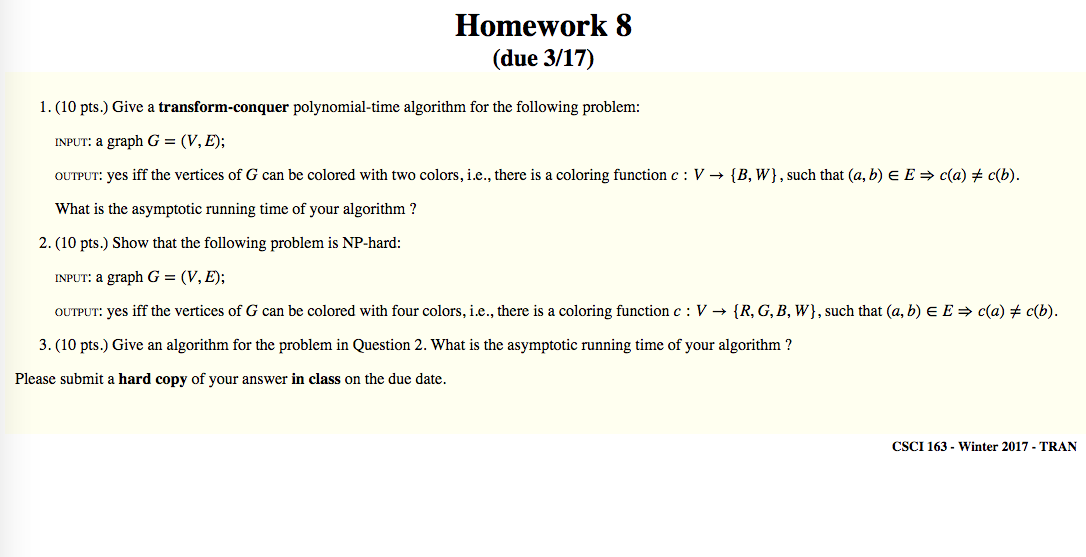 Homework 8
(due 3/17)
1. (10 pts.) Give a transform-conquer polynomial-time algorithm for the following problem:
INPUT: a graph G = (V, E);
OUTPUT: yes iff the vertices of G can be colored with two colors, i.e., there is a coloring function c : V → {B, W}, such that (a, b) ∈ E ⇒ c(a) ≠ c(b).
What is the asymptotic running time of your algorithm ?
2. (10 pts.) Show that the following problem is NP-hard:
INPUT: a graph G = (V, E);
OUTPUT: yes iff the vertices of G can be colored with four colors, i.e., there is a coloring function c : V → {R, G, B, W}, such that (a, b) ∈ E ⇒ c(a) ≠ c(b).
3. (10 pts.) Give an algorithm for the problem in Question 2. What is the asymptotic running time of your algorithm ?
Please submit a hard copy of your answer in class on the due date.
CSCI 163 - Winter 2017 - TRAN